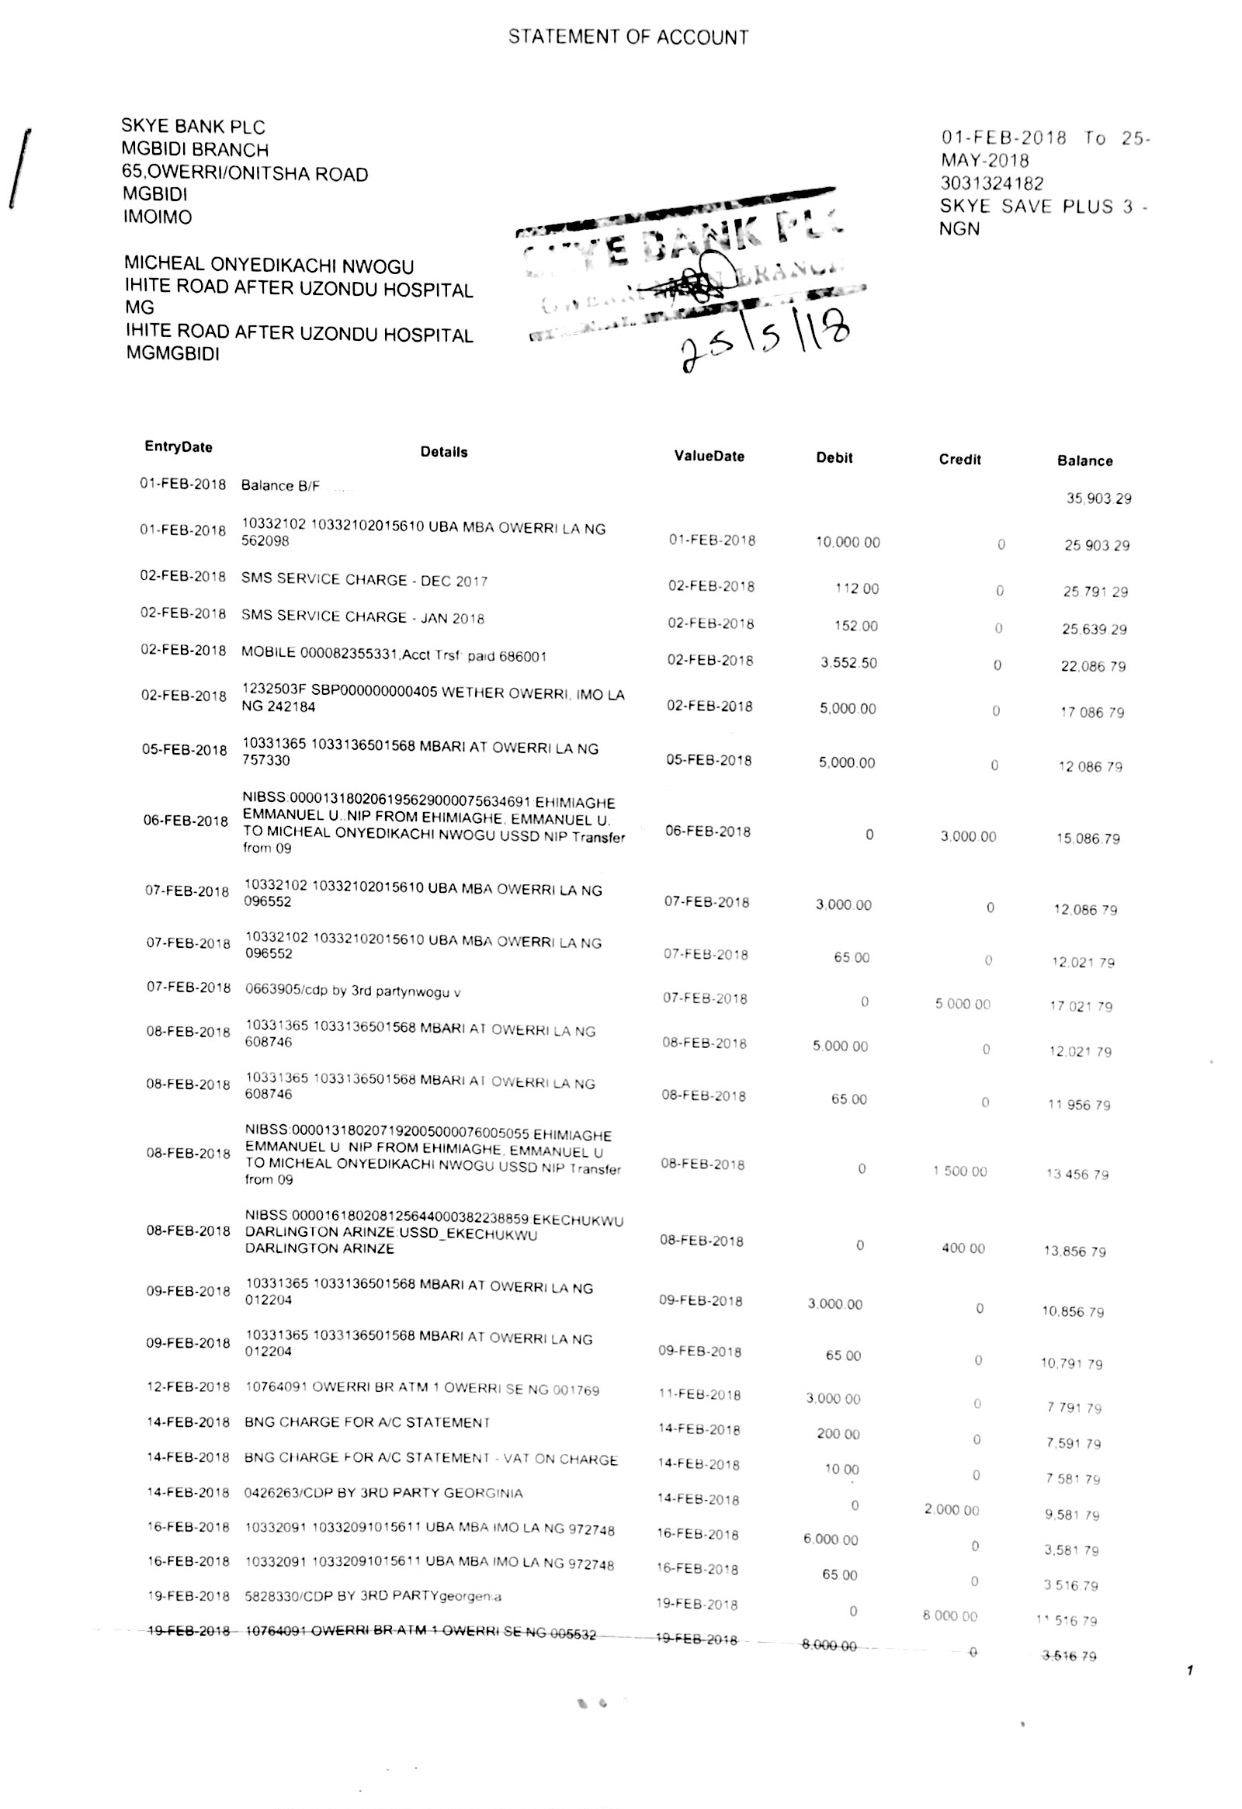 STATEMENT OF ACCOUNT
SKYE BANK PLC
MGBIDI BRANCH
65,OWERRI/ONITSHA ROAD
MGBIDI
IMOIMO
01-FEB-2018 To 25-
MAY-2018
3031324182
SKYE SAVE PLUS 3 -
NGN
MICHEAL ONYEDIKACHI NWOGU
IHITE ROAD AFTER UZONDU HOSPITAL
MG
IHITE ROAD AFTER UZONDU HOSPITAL
MGMGBIDI
SKYE BANK PLC
BRANCH
25/5/18
EntryDate Details ValueDate Debit Credit Balance
01-FEB-2018 Balance B/F 35,903.29
01-FEB-2018 10332102 10332102015610 UBA MBA OWERRI LA NG
562098 01-FEB-2018 10,000.00 0 25,903.29
02-FEB-2018 SMS SERVICE CHARGE - DEC 2017 02-FEB-2018 112.00 0 25,791.29
02-FEB-2018 SMS SERVICE CHARGE - JAN 2018 02-FEB-2018 152.00 0 25,639.29
02-FEB-2018 MOBILE 000082355331,Acct Trsf paid 686001 02-FEB-2018 3,552.50 0 22,086.79
02-FEB-2018 1232503F SBP000000000405 WETHER OWERRI, IMO LA
NG 242184 02-FEB-2018 5,000.00 0 17,086.79
05-FEB-2018 10331365 1033136501568 MBARI AT OWERRI LA NG
757330 05-FEB-2018 5,000.00 0 12,086.79
NIBSS:000013180206195629000075634691 EHIMIAGHE
06-FEB-2018 EMMANUEL U..NIP FROM EHIMIAGHE, EMMANUEL U.
TO MICHEAL ONYEDIKACHI NWOGU USSD NIP Transfer
from 09 06-FEB-2018 0 3,000.00 15,086.79
07-FEB-2018 10332102 10332102015610 UBA MBA OWERRI LA NG
096552 07-FEB-2018 3,000.00 0 12,086.79
07-FEB-2018 10332102 10332102015610 UBA MBA OWERRI LA NG
096552 07-FEB-2018 65.00 0 12,021.79
07-FEB-2018 0663905/cdp by 3rd partynwogu v 07-FEB-2018 0 5,000.00 17,021.79
08-FEB-2018 10331365 1033136501568 MBARI AT OWERRI LA NG
608746 08-FEB-2018 5,000.00 0 12,021.79
08-FEB-2018 10331365 1033136501568 MBARI AT OWERRI LA NG
608746 08-FEB-2018 65.00 0 11,956.79
NIBSS:000013180207192005000076005055 EHIMIAGHE
08-FEB-2018 EMMANUEL U NIP FROM EHIMIAGHE, EMMANUEL U
TO MICHEAL ONYEDIKACHI NWOGU USSD NIP Transfer
from 09 08-FEB-2018 0 1,500.00 13,456.79
NIBSS:000016180208125644000382238859:EKECHUKWU
08-FEB-2018 DARLINGTON ARINZE:USSD_EKECHUKWU
DARLINGTON ARINZE 08-FEB-2018 0 400.00 13,856.79
09-FEB-2018 10331365 1033136501568 MBARI AT OWERRI LA NG
012204 09-FEB-2018 3,000.00 0 10,856.79
09-FEB-2018 10331365 1033136501568 MBARI AT OWERRI LA NG
012204 09-FEB-2018 65.00 0 10,791.79
12-FEB-2018 10764091 OWERRI BR ATM 1 OWERRI SE NG 001769 11-FEB-2018 3,000.00 0 7,791.79
14-FEB-2018 BNG CHARGE FOR A/C STATEMENT 14-FEB-2018 200.00 0 7,591.79
14-FEB-2018 BNG CHARGE FOR A/C STATEMENT - VAT ON CHARGE 14-FEB-2018 10.00 0 7,581.79
14-FEB-2018 0426263/CDP BY 3RD PARTY GEORGINIA 14-FEB-2018 0 2,000.00 9,581.79
16-FEB-2018 10332091 10332091015611 UBA MBA IMO LA NG 972748 16-FEB-2018 6,000.00 0 3,581.79
16-FEB-2018 10332091 10332091015611 UBA MBA IMO LA NG 972748 16-FEB-2018 65.00 0 3,516.79
19-FEB-2018 5828330/CDP BY 3RD PARTYgeorgenia 19-FEB-2018 0 8,000.00 11,516.79
19-FEB-2018 10764091 OWERRI BR ATM 1 OWERRI SE NG 005532 19-FEB-2018 8,000.00 0 3,516.79
1